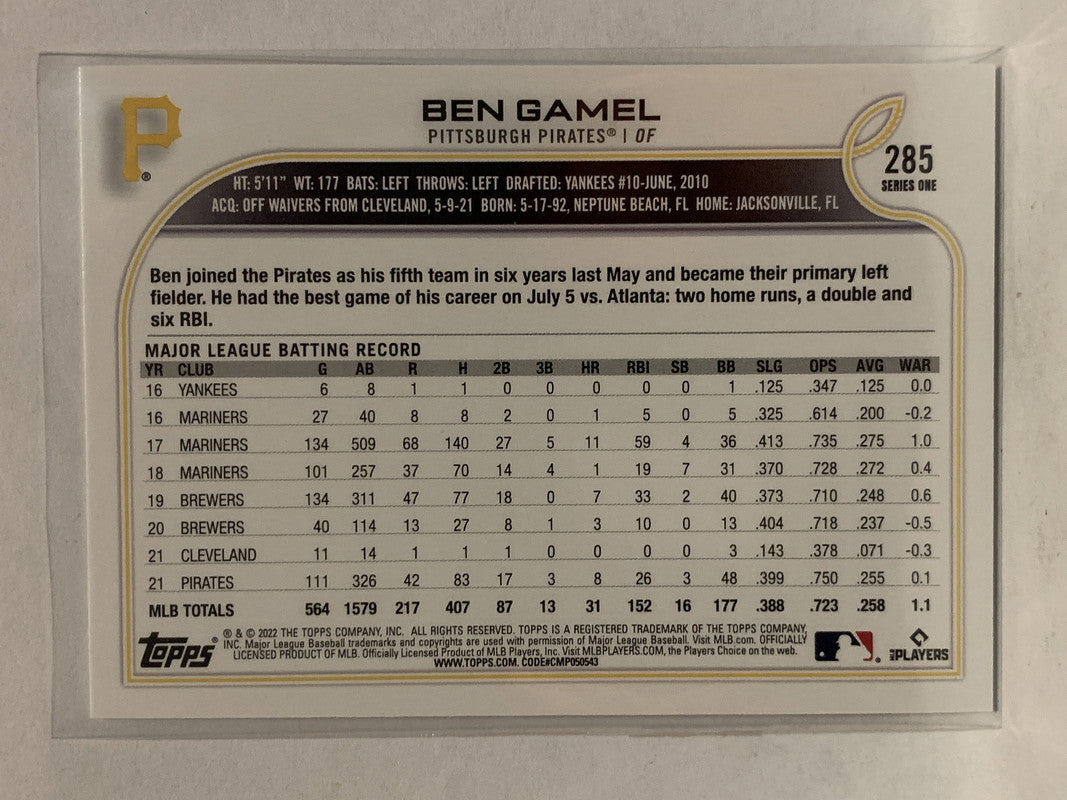 P®
BEN GAMEL
PITTSBURGH PIRATES® | OF
285
SERIES ONE
HT: 5'11" WT: 177 BATS: LEFT THROWS: LEFT DRAFTED: YANKEES #10-JUNE, 2010
ACQ: OFF WAIVERS FROM CLEVELAND, 5-9-21 BORN: 5-17-92, NEPTUNE BEACH, FL HOME: JACKSONVILLE, FL
Ben joined the Pirates as his fifth team in six years last May and became their primary left
fielder. He had the best game of his career on July 5 vs. Atlanta: two home runs, a double and
six RBI.
MAJOR LEAGUE BATTING RECORD
YR CLUB G AB R H 2B 3B HR RBI SB BB SLG OPS AVG WAR
16 YANKEES 6 8 1 1 0 0 0 0 0 1 .125 .347 .125 0.0
16 MARINERS 27 40 8 8 2 0 1 5 0 5 .325 .614 .200 -0.2
17 MARINERS 134 509 68 140 27 5 11 59 4 36 .413 .735 .275 1.0
18 MARINERS 101 257 37 70 14 4 1 19 7 31 .370 .728 .272 0.4
19 BREWERS 134 311 47 77 18 0 7 33 2 40 .373 .710 .248 0.6
20 BREWERS 40 114 13 27 8 1 3 10 0 13 .404 .718 .237 -0.5
21 CLEVELAND 11 14 1 1 1 0 0 0 0 3 .143 .378 .071 -0.3
21 PIRATES 111 326 42 83 17 3 8 26 3 48 .399 .750 .255 0.1
MLB TOTALS 564 1579 217 407 87 13 31 152 16 177 .388 .723 .258 1.1
Topps®
® & © 2022 THE TOPPS COMPANY, INC. ALL RIGHTS RESERVED. TOPPS IS A REGISTERED TRADEMARK OF THE TOPPS COMPANY,
INC. Major League Baseball trademarks and copyrights are used with permission of Major League Baseball. Visit MLB.com. OFFICIALLY
LICENSED PRODUCT OF MLB. Officially Licensed Product of MLB Players, Inc. Visit MLBPLAYERS.COM, the Players Choice on the web.
WWW.TOPPS.COM. CODE#CMP050543
MLB PLAYERS